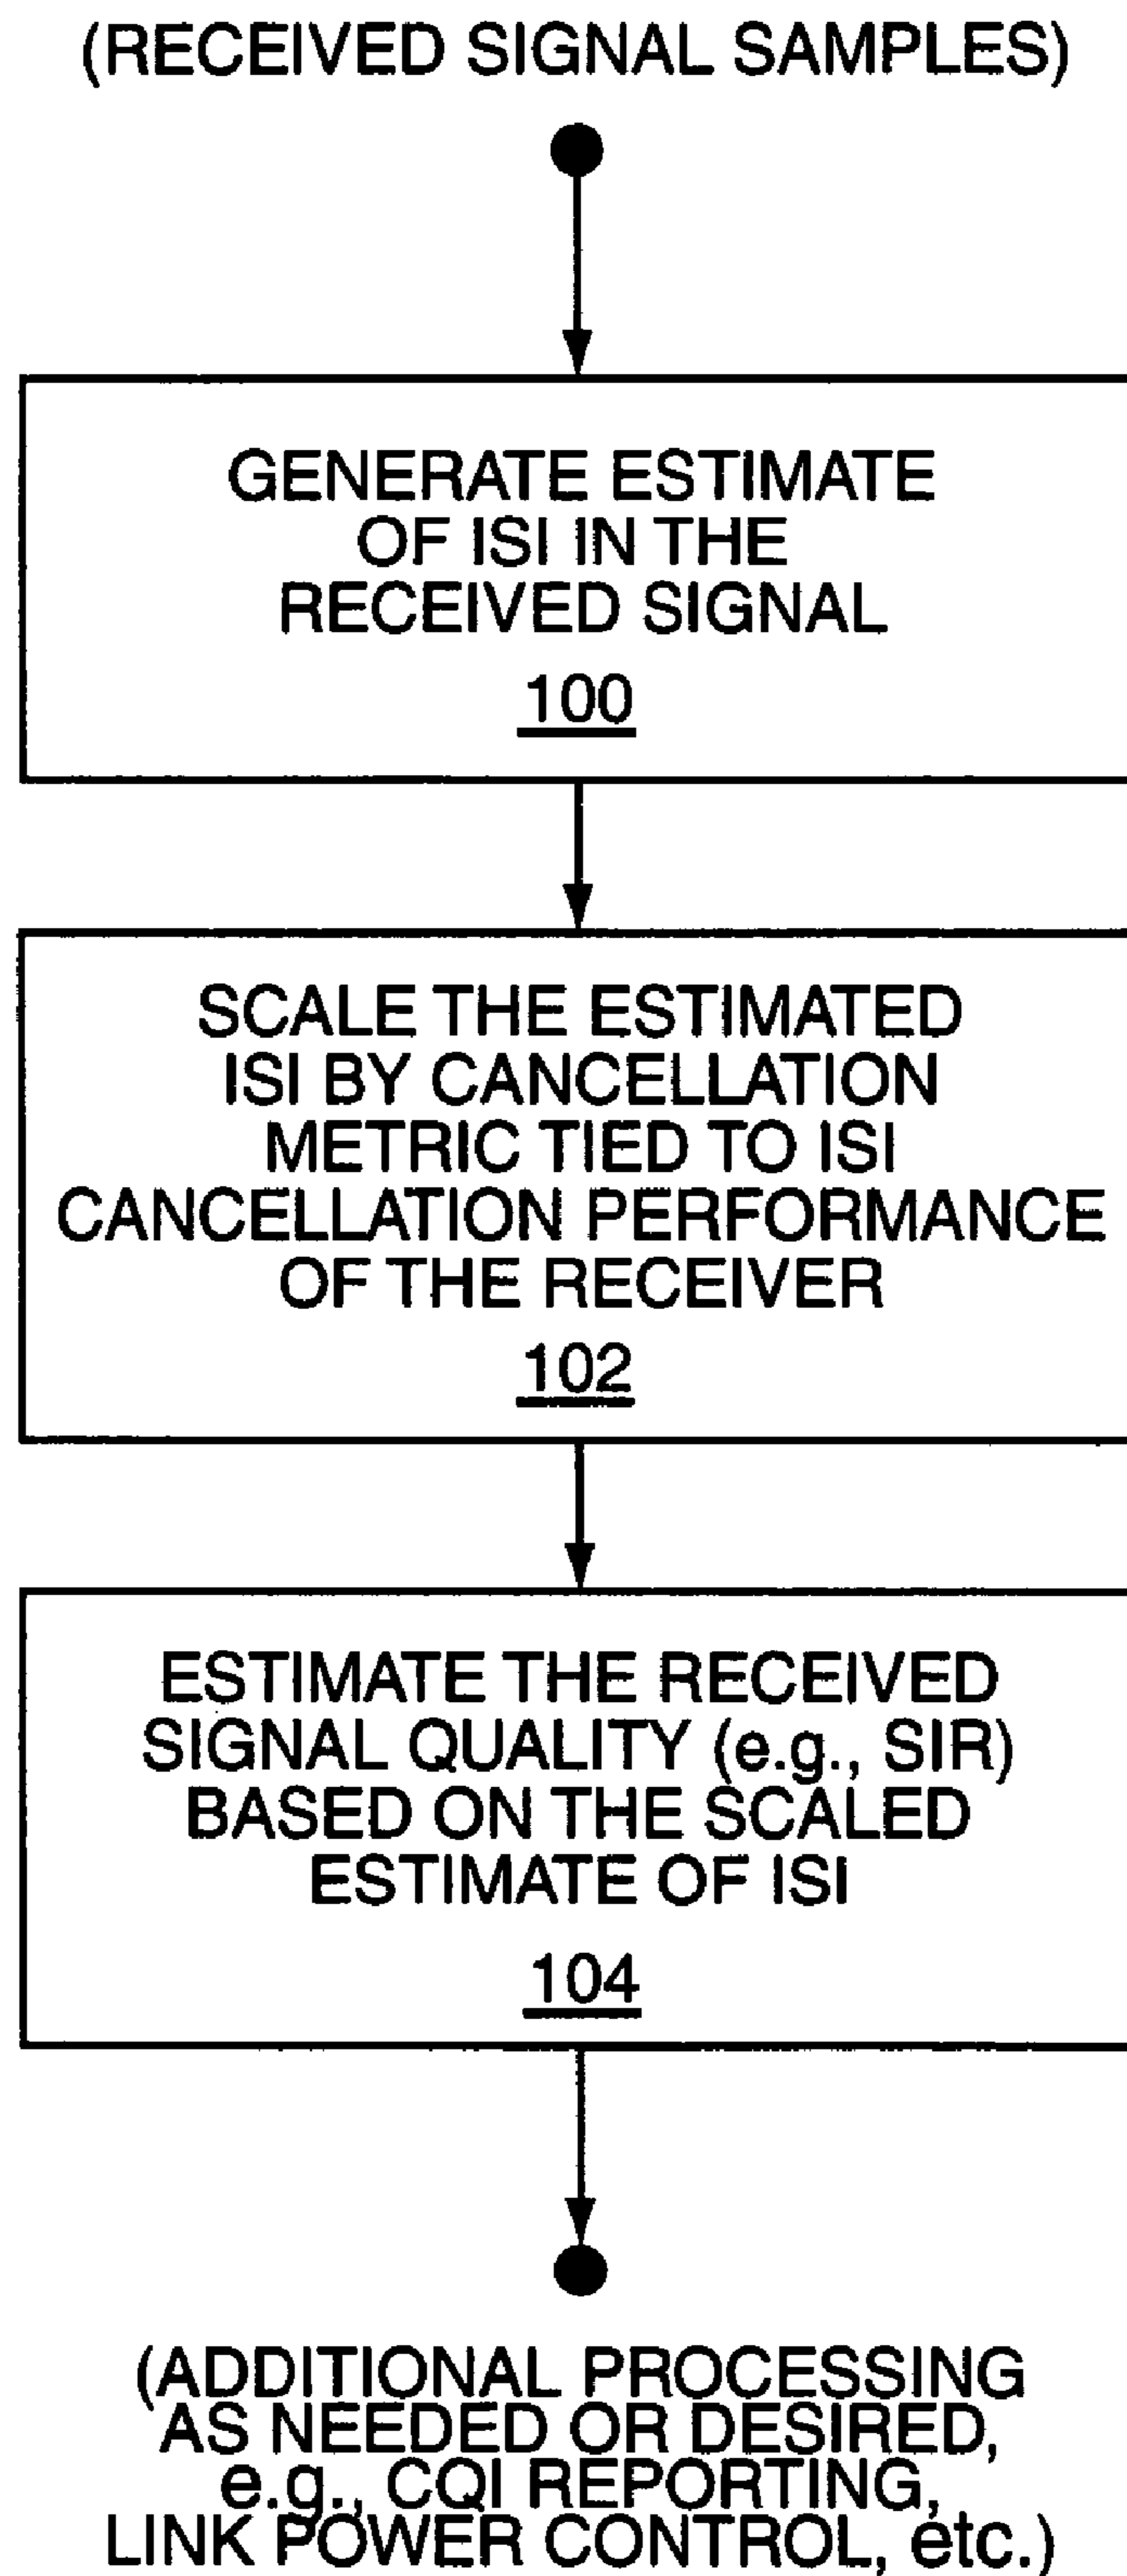 (RECEIVED SIGNAL SAMPLES)
GENERATE ESTIMATE
OF ISI IN THE
RECEIVED SIGNAL
100
SCALE THE ESTIMATED
ISI BY CANCELLATION
METRIC TIED TO ISI
CANCELLATION PERFORMANCE
OF THE RECEIVER
102
ESTIMATE THE RECEIVED
SIGNAL QUALITY (e.g., SIR)
BASED ON THE SCALED
ESTIMATE OF ISI
104
(ADDITIONAL PROCESSING
AS NEEDED OR DESIRED,
e.g., CQI REPORTING,
LINK POWER CONTROL, etc.)